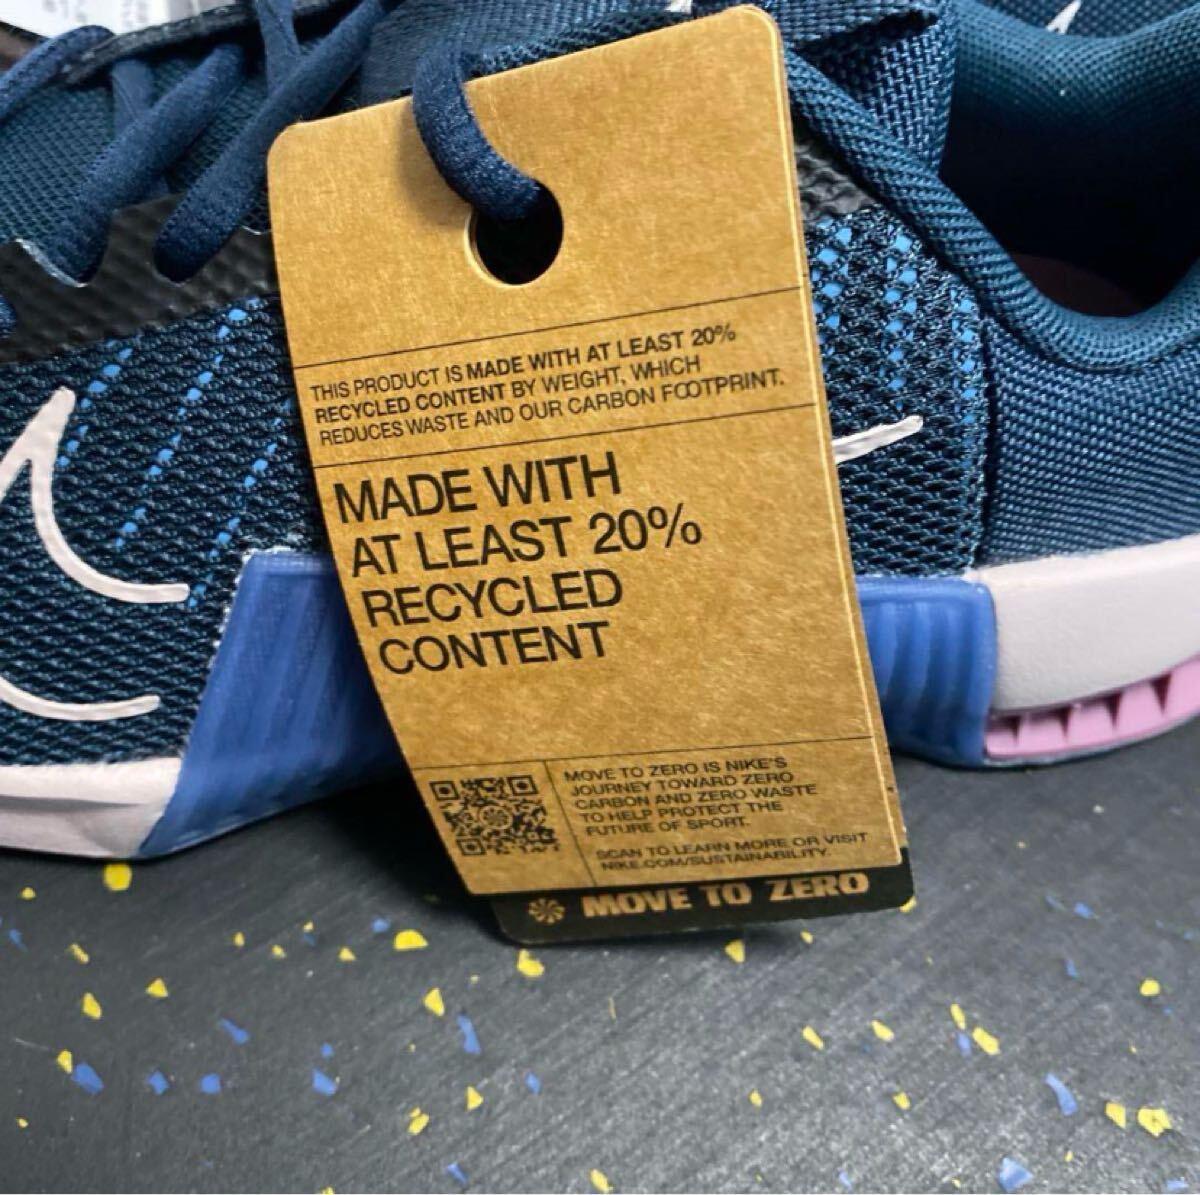 THIS PRODUCT IS MADE WITH AT LEAST 20%
RECYCLED CONTENT BY WEIGHT, WHICH
REDUCES WASTE AND OUR CARBON FOOTPRINT.
MADE WITH
AT LEAST 20%
RECYCLED
CONTENT
MOVE TO ZERO IS NIKE'S
JOURNEY TOWARD ZERO
CARBON AND ZERO WASTE
TO HELP PROTECT THE
FUTURE OF SPORT.
SCAN TO LEARN MORE OR VISIT
NIKE.COM/SUSTAINABILITY.
MOVE TO ZERO